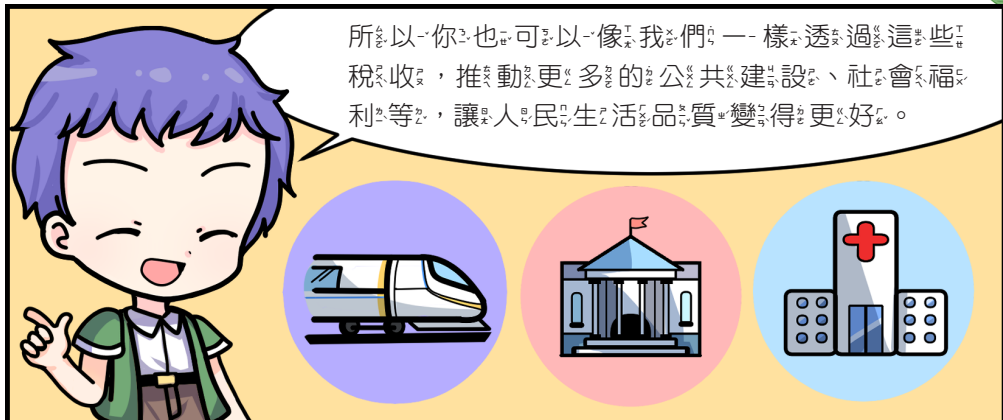 所以你也可以像我們一樣透過這些
稅收，推動更多的公共建設、社會福
利等，讓人民生活品質變得更好。